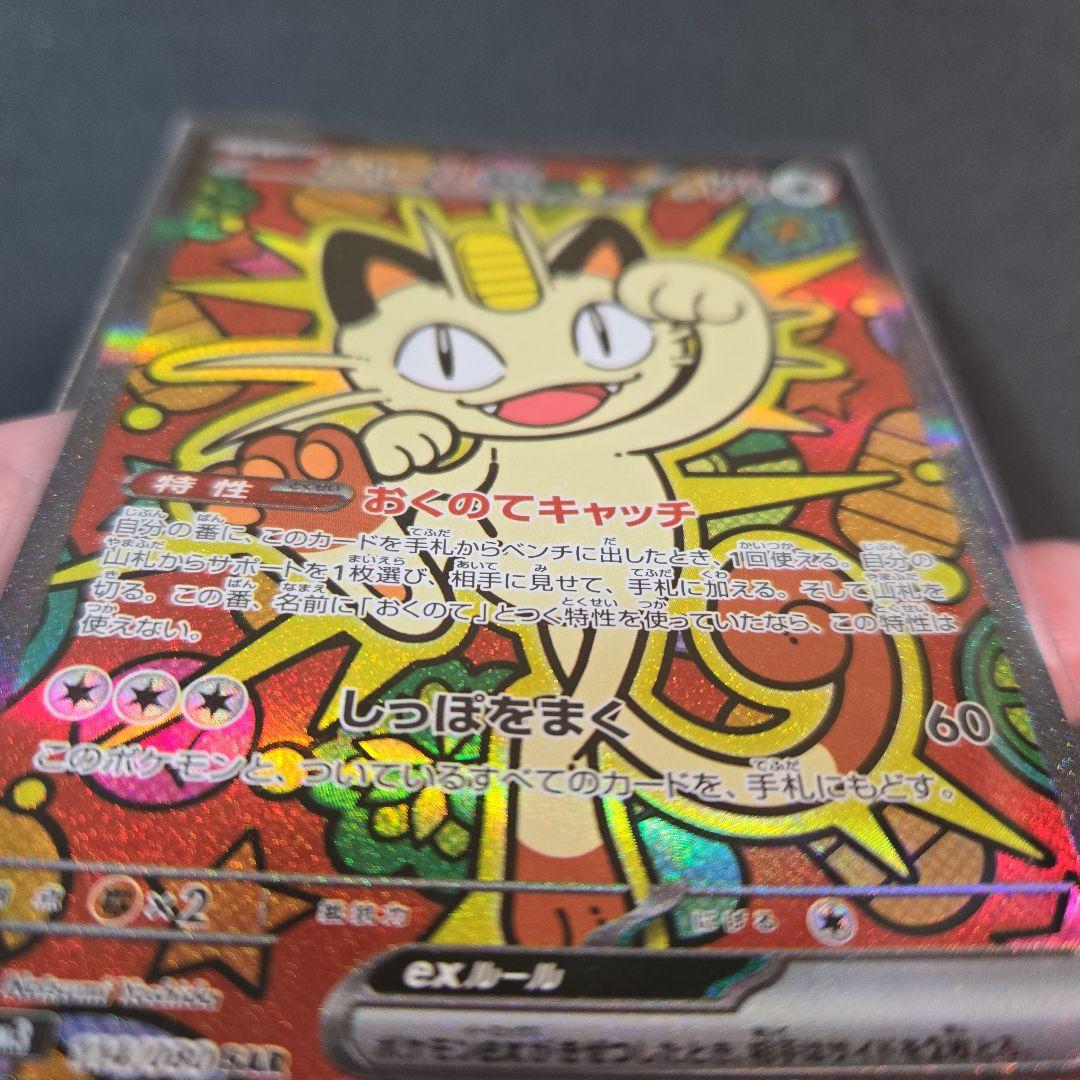 特性 おくのてキャッチ
自分の番に、このカードを手札からベンチに出したとき、1回使える。自分の
山札からサポートを1枚選び、相手に見せて、手札に加える。そして山札を
切る。この番、名前に「おくのて」とつく特性を使っていたなら、この特性は
使えない。
しっぽをまく 60
このポケモンと、ついているすべてのカードを、手札にもどす。
×2 抵抗力 にげる
exルール